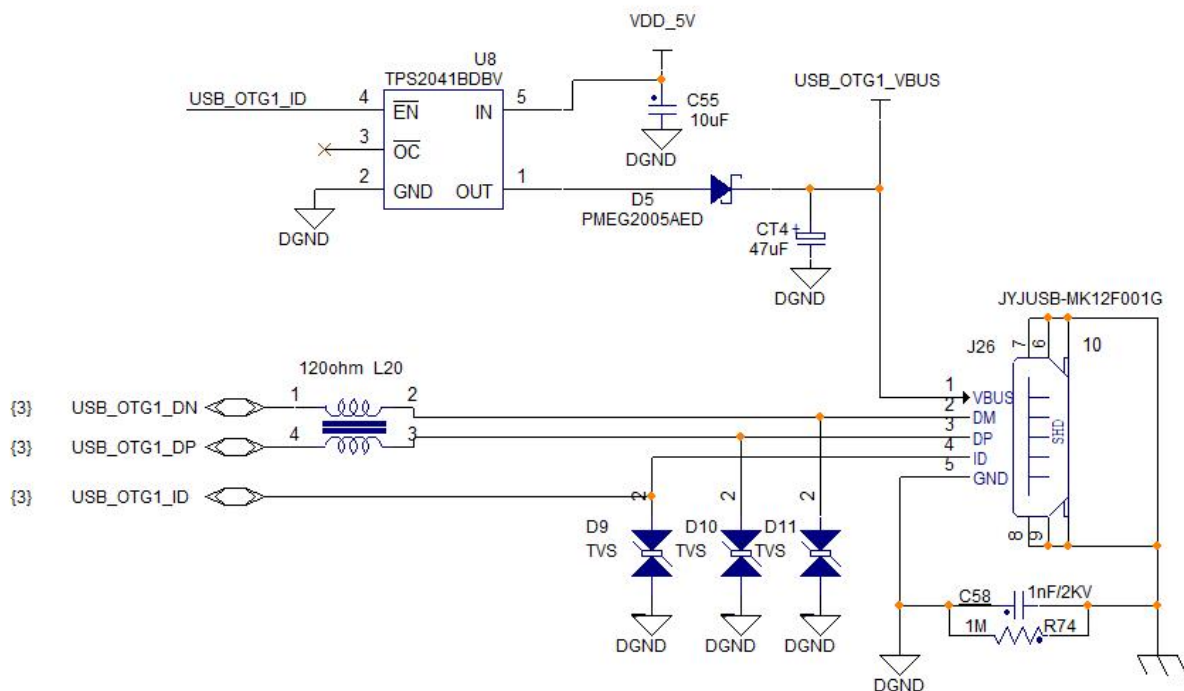 VDD_5V
U8
TPS2041BDBV
USB_OTG1_VBUS
USB_OTG1_ID
4
EN
IN
5
C55
10uF
3
OC
DGND
2
GND
OUT
1
D5
PMEG2005AED
DGND
CT4
+
47uF
DGND
JYJUSB-MK12F001G
J26
7
6
10
120ohm L20
{3} USB_OTG1_DN
1
2
1
VBUS
2
DM
{3} USB_OTG1_DP
4
3
3
DP
4
ID
SHD
5
GND
{3} USB_OTG1_ID
2
2
2
D9
TVS
D10
TVS
D11
TVS
8
9
DGND
DGND
DGND
C58
1nF/2KV
1M
R74
DGND